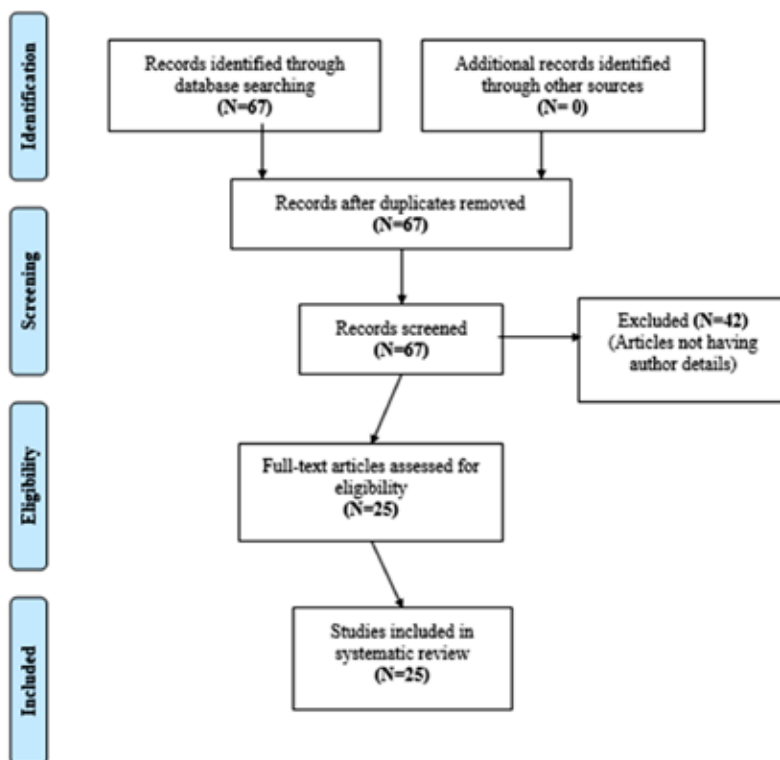 Identification
Records identified through
database searching
(N=67)
Additional records identified
through other sources
(N= 0)
Records after duplicates removed
(N=67)
Screening
Records screened
(N=67)
Excluded (N=42)
(Articles not having
author details)
Eligibility
Full-text articles assessed for
eligibility
(N=25)
Included
Studies included in
systematic review
(N=25)